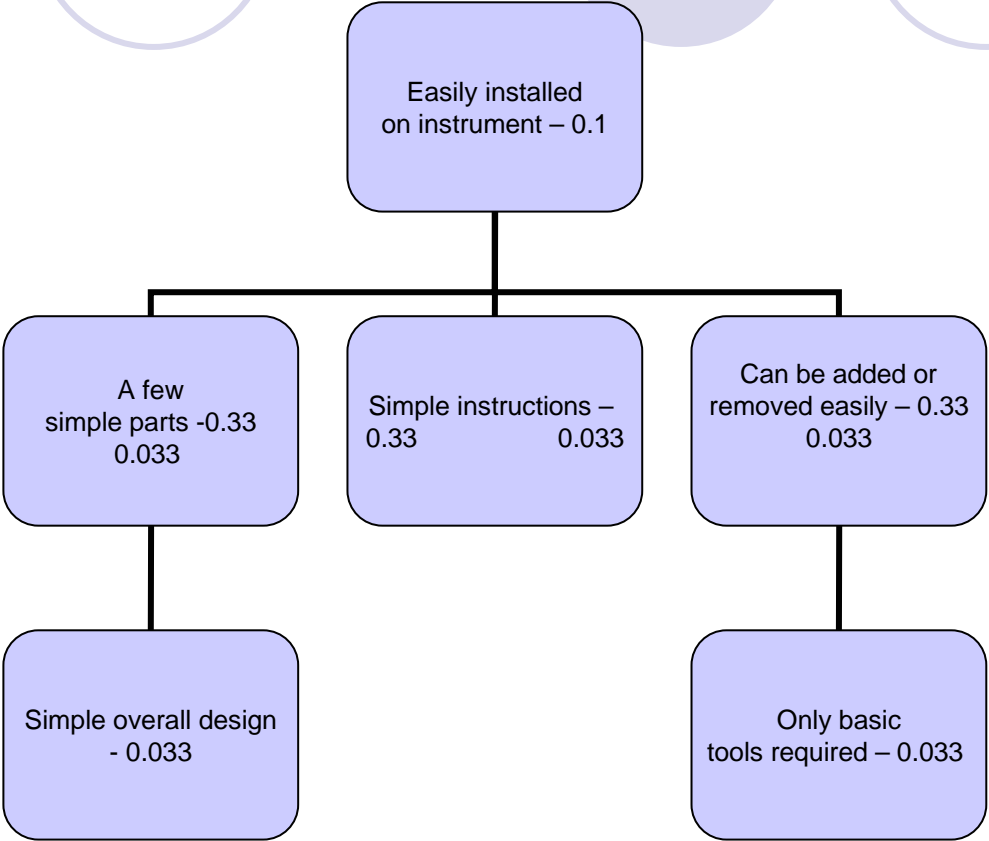 Easily installed
on instrument – 0.1
A few
simple parts -0.33
0.033
Simple instructions –
0.33 0.033
Can be added or
removed easily – 0.33
0.033
Simple overall design
- 0.033
Only basic
tools required – 0.033